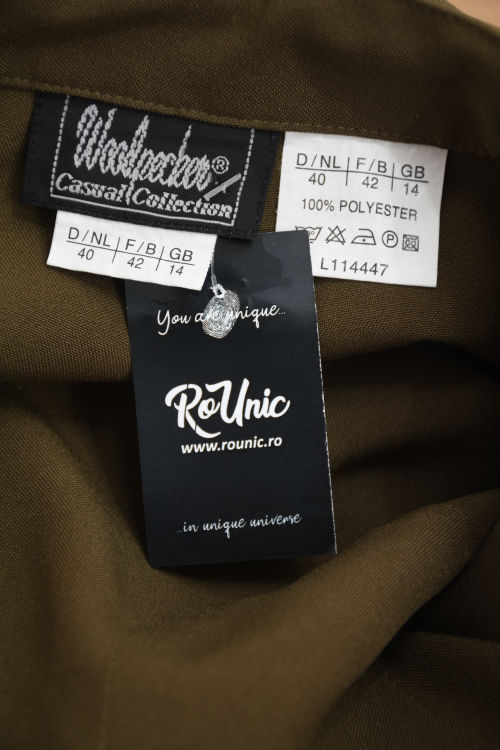 Woodpecker®
Casual Collection
D/NL | F/B | GB
40 42 14
D/NL | F/B | GB
40 42 14
100% POLYESTER
P
L114447
You are unique...
RoUnic
www.rounic.ro
...in unique universe